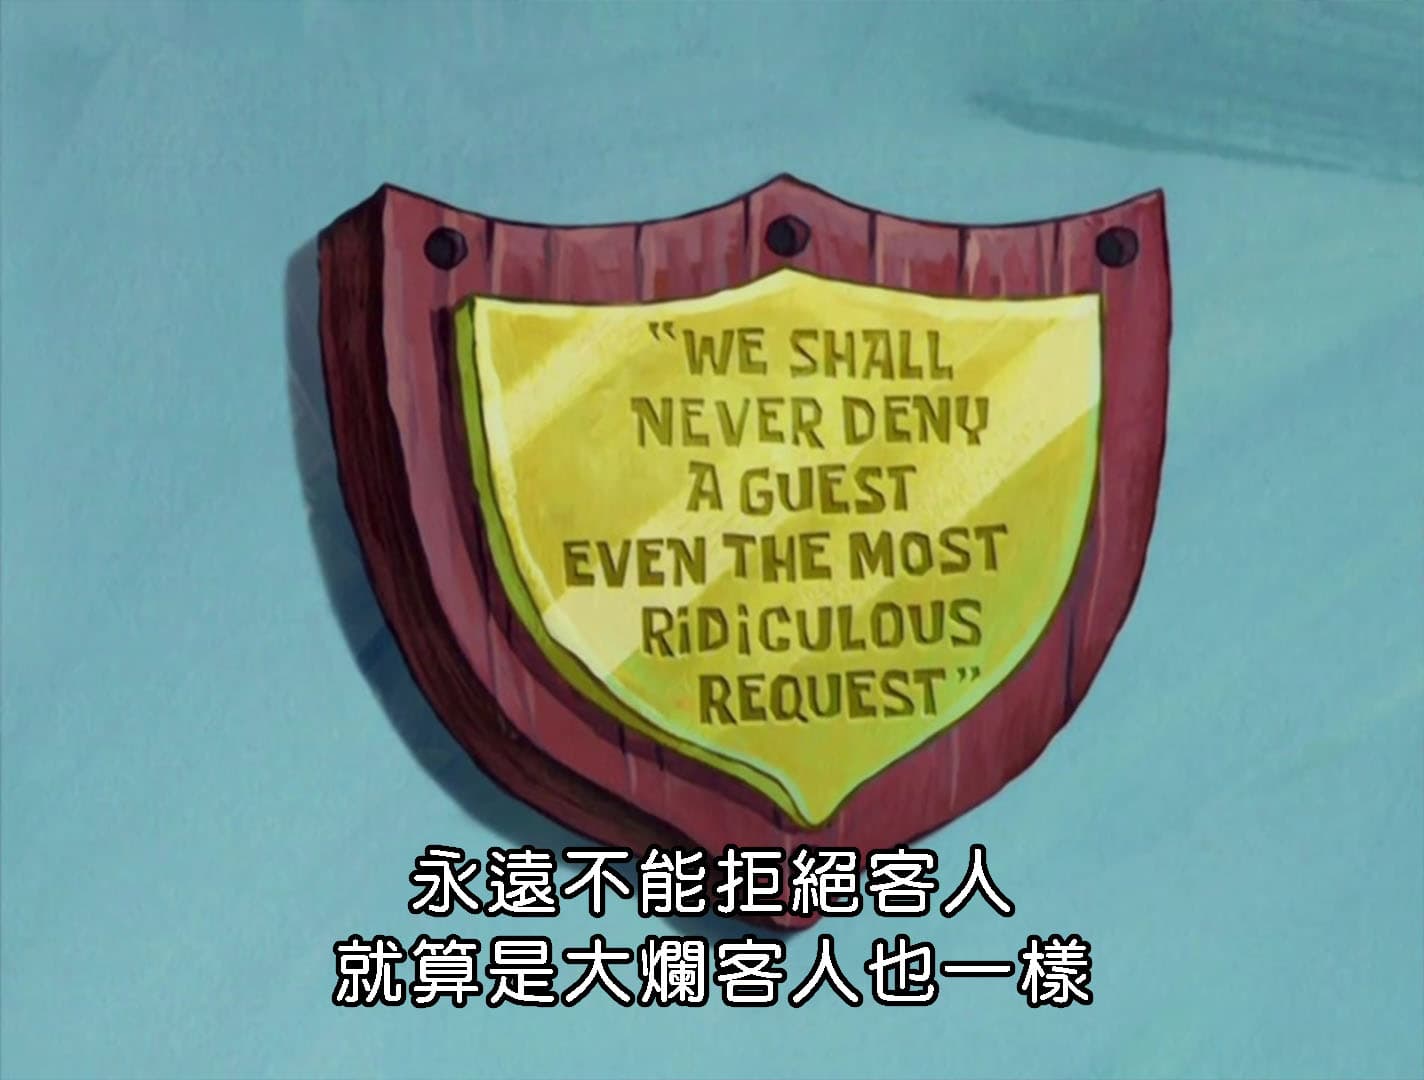 “WE SHALL
NEVER DENY
A GUEST
EVEN THE MOST
RiDiCULOUS
REQUEST”
永遠不能拒絕客人
就算是大爛客人也一樣